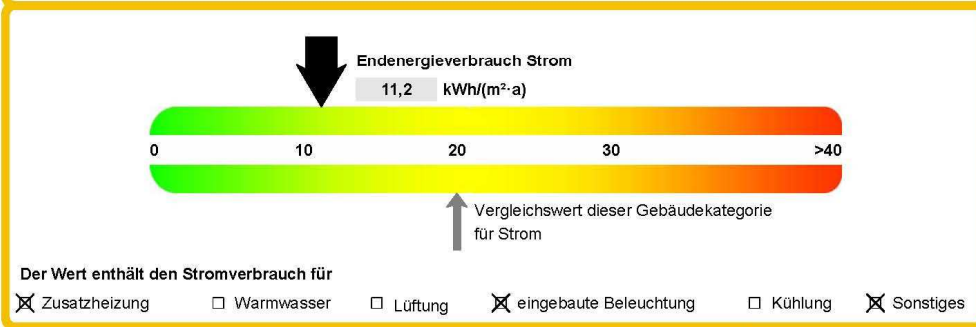 Endenergieverbrauch Strom
11,2 kWh/(m²·a)
0 10 20 30 >40
Vergleichswert dieser Gebäudekategorie
für Strom
Der Wert enthält den Stromverbrauch für
☒ Zusatzheizung ☐ Warmwasser ☐ Lüftung ☒ eingebaute Beleuchtung ☐ Kühlung ☒ Sonstiges